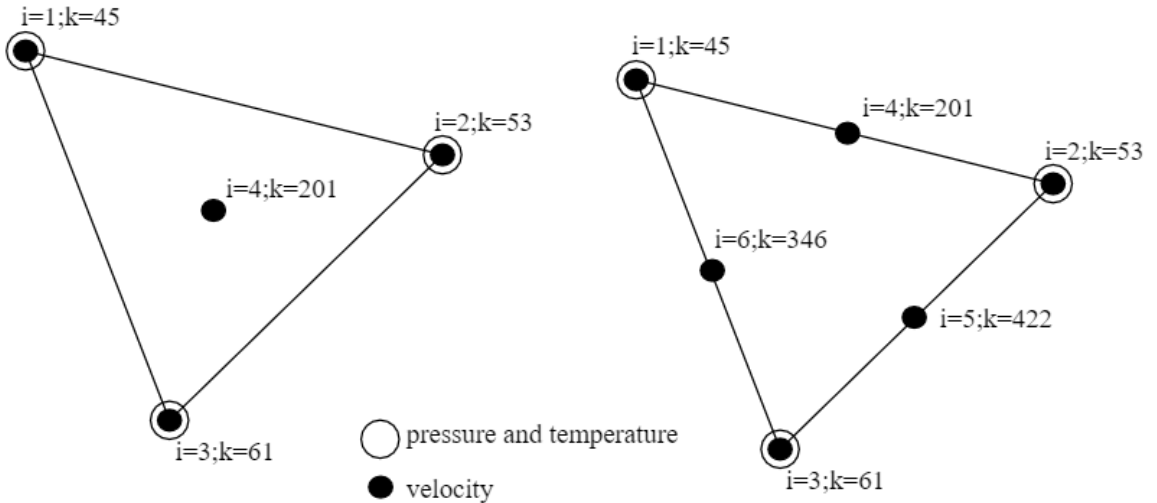 i=1;k=45
i=2;k=53
i=4;k=201
i=3;k=61
i=1;k=45
i=4;k=201
i=2;k=53
i=6;k=346
i=5;k=422
i=3;k=61
pressure and temperature
velocity